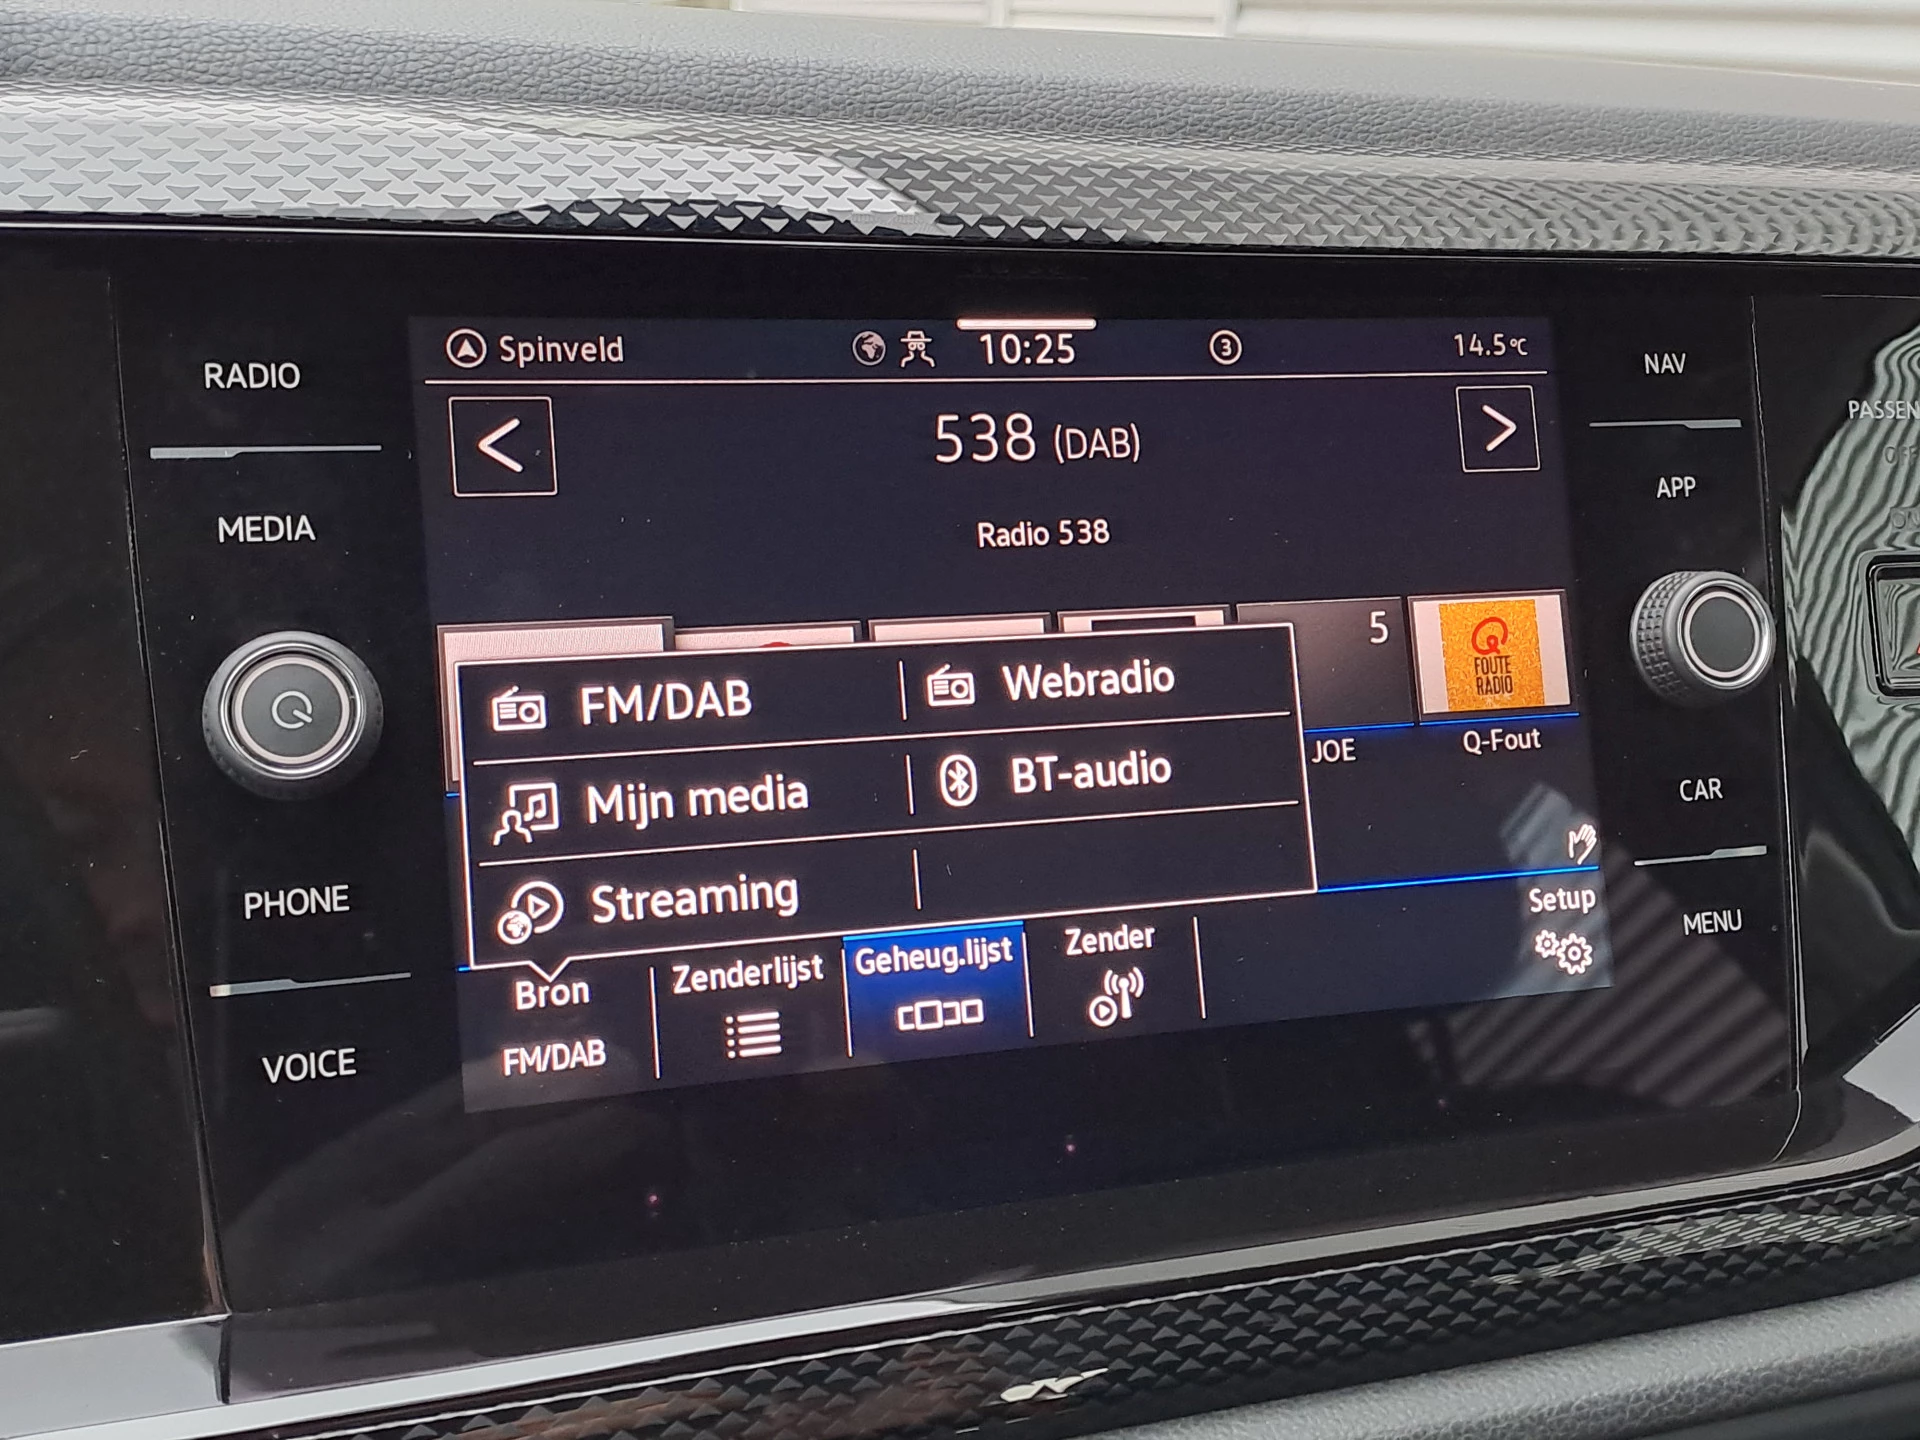 Spinveld
10:25
3
14.5°C
RADIO
MEDIA
PHONE
VOICE
538 (DAB)
Radio 538
5
FOUTE
RADIO
JOE
Q-Fout
FM/DAB
Webradio
Mijn media
BT-audio
Streaming
Bron
FM/DAB
Zenderlijst
Geheug.lijst
Zender
Setup
NAV
APP
CAR
MENU
PASSEN